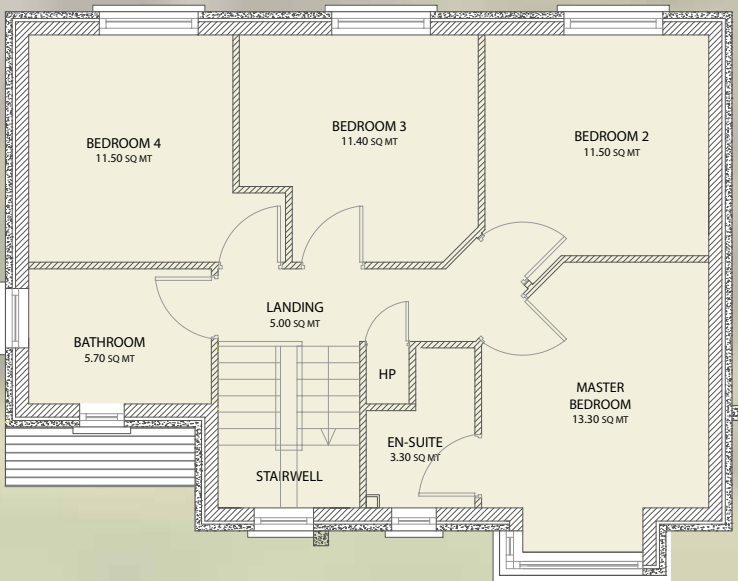 BEDROOM 4
11.50 SQ MT
BEDROOM 3
11.40 SQ MT
BEDROOM 2
11.50 SQ MT
LANDING
5.00 SQ MT
BATHROOM
5.70 SQ MT
HP
MASTER
BEDROOM
13.30 SQ MT
EN-SUITE
3.30 SQ MT
STAIRWELL